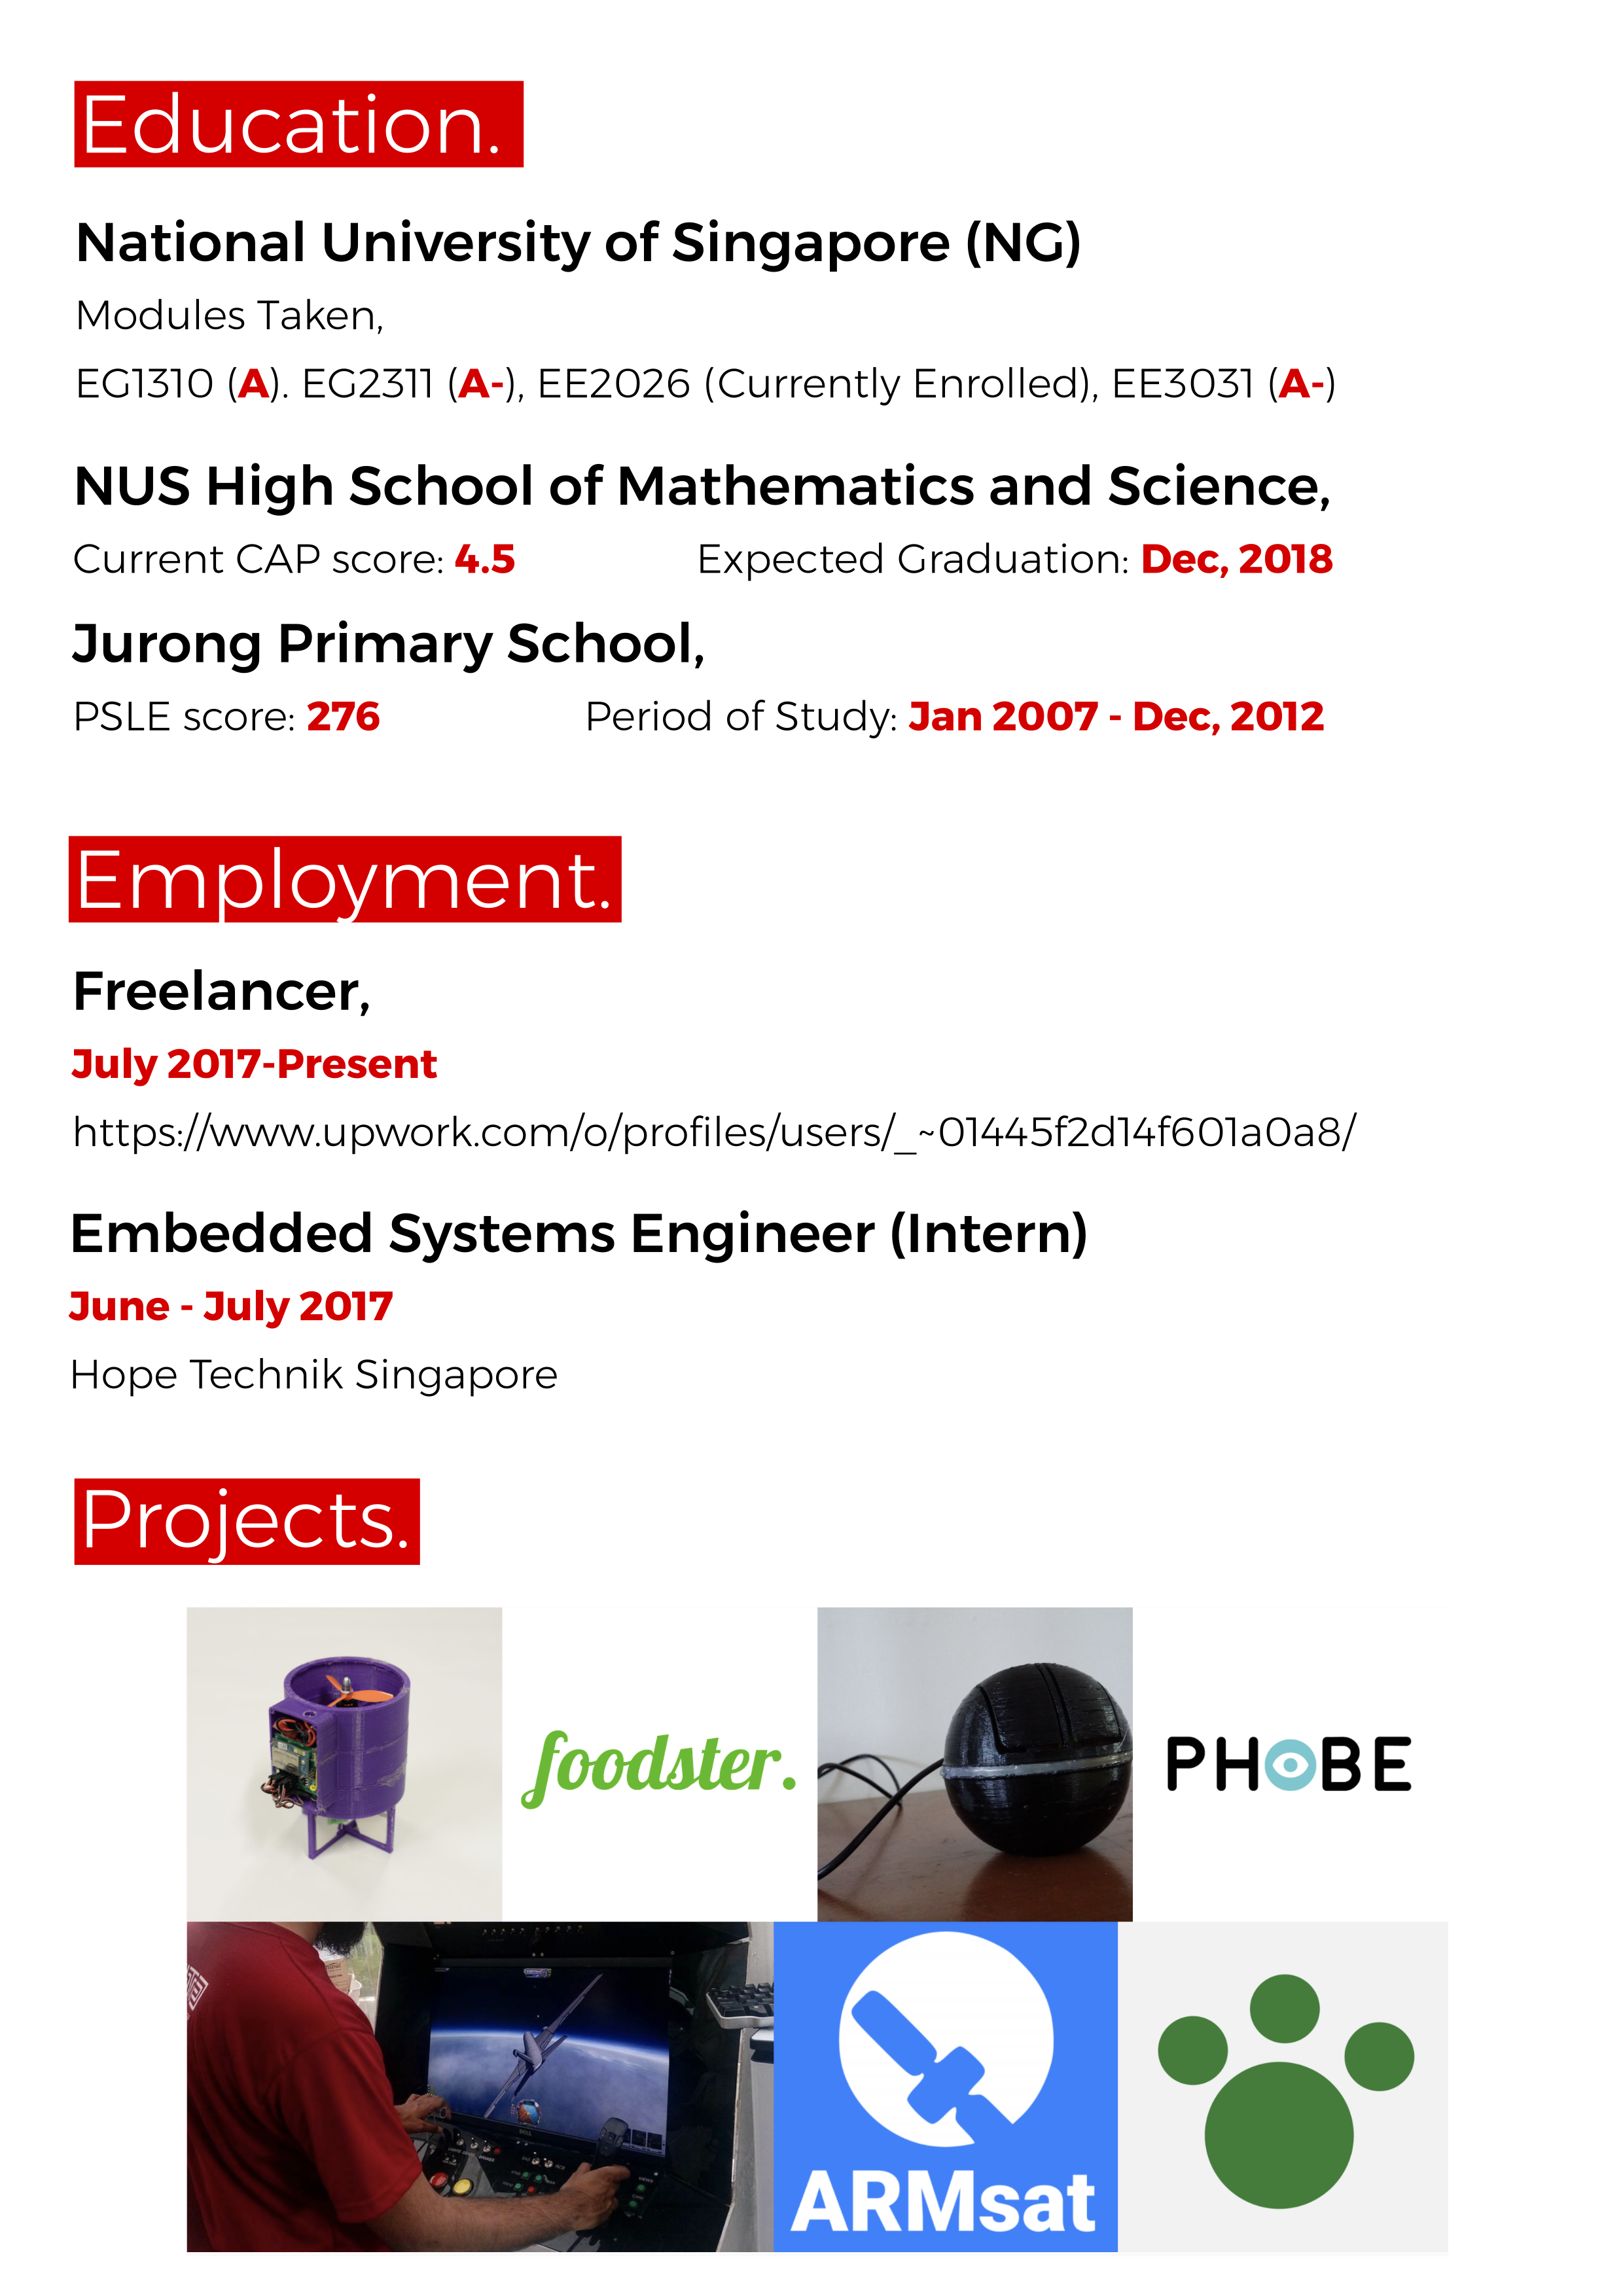 Education.
National University of Singapore (NG)
Modules Taken,
EG1310 (A). EG2311 (A-), EE2026 (Currently Enrolled), EE3031 (A-)
NUS High School of Mathematics and Science,
Current CAP score: 4.5 Expected Graduation: Dec, 2018
Jurong Primary School,
PSLE score: 276 Period of Study: Jan 2007 - Dec, 2012
Employment.
Freelancer,
July 2017-Present
https://www.upwork.com/o/profiles/users/_~01445f2d14f601a0a8/
Embedded Systems Engineer (Intern)
June - July 2017
Hope Technik Singapore
Projects.
foodster.
PHOBE
DELL
ARMsat